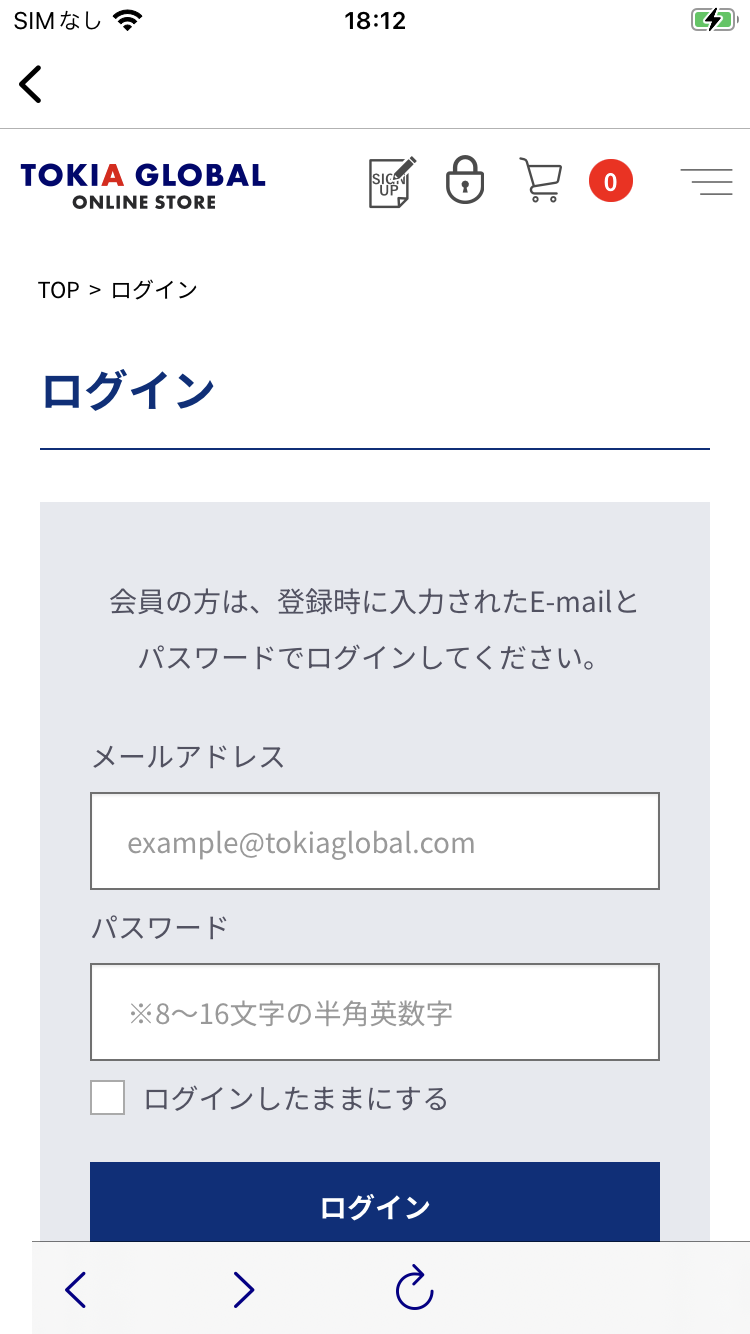 SIMなし 18:12
TOKIA GLOBAL
ONLINE STORE
SIGN
UP
0
TOP > ログイン
ログイン
会員の方は、登録時に入力されたE-mailと
パスワードでログインしてください。
メールアドレス
example@tokiaglobal.com
パスワード
※8〜16文字の半角英数字
ログインしたままにする
ログイン